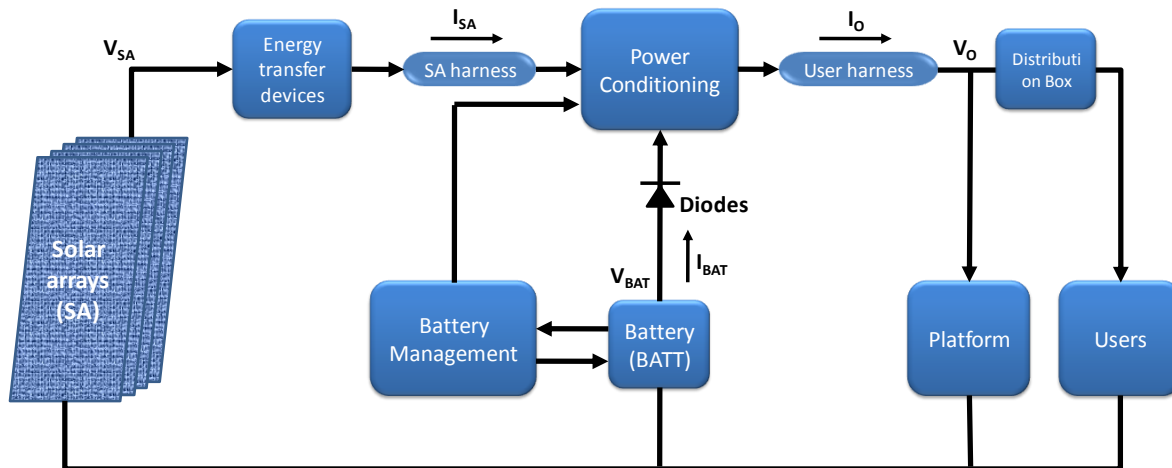 V_SA
Energy
transfer
devices
I_SA
SA harness
Power
Conditioning
I_O
User harness
V_O
Distributi
on Box
Solar
arrays
(SA)
Diodes
V_BAT
I_BAT
Battery
Management
Battery
(BATT)
Platform
Users